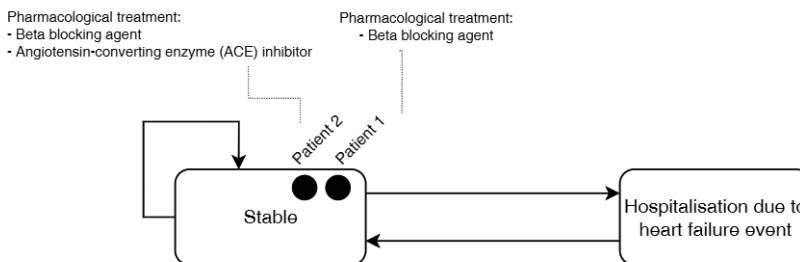 Pharmacological treatment:
- Beta blocking agent
- Angiotensin-converting enzyme (ACE) inhibitor
Pharmacological treatment:
- Beta blocking agent
Patient 2
Patient 1
Stable
Hospitalisation due to
heart failure event